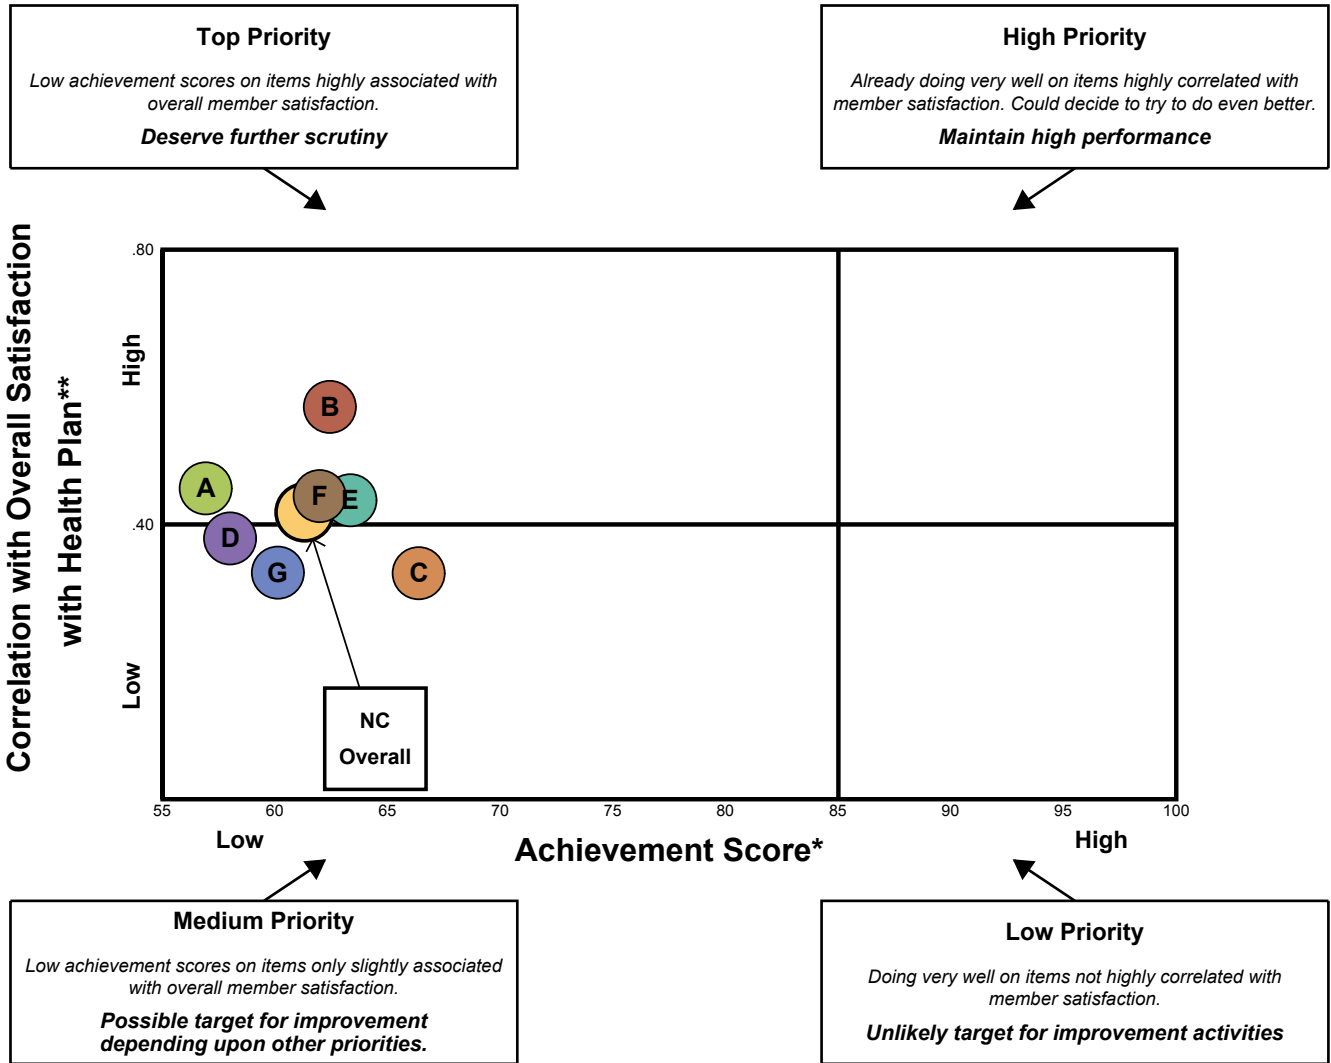 Top Priority
Low achievement scores on items highly associated with
overall member satisfaction.
Deserve further scrutiny
High Priority
Already doing very well on items highly correlated with
member satisfaction. Could decide to try to do even better.
Maintain high performance
Correlation with Overall Satisfaction
with Health Plan**
High
Low
.80
.40
B
A
F
E
D
G
C
NC
Overall
55
60
65
70
75
80
85
90
95
100
Low
Achievement Score*
High
Medium Priority
Low achievement scores on items only slightly associated
with overall member satisfaction.
Possible target for improvement
depending upon other priorities.
Low Priority
Doing very well on items not highly correlated with
member satisfaction.
Unlikely target for improvement activities